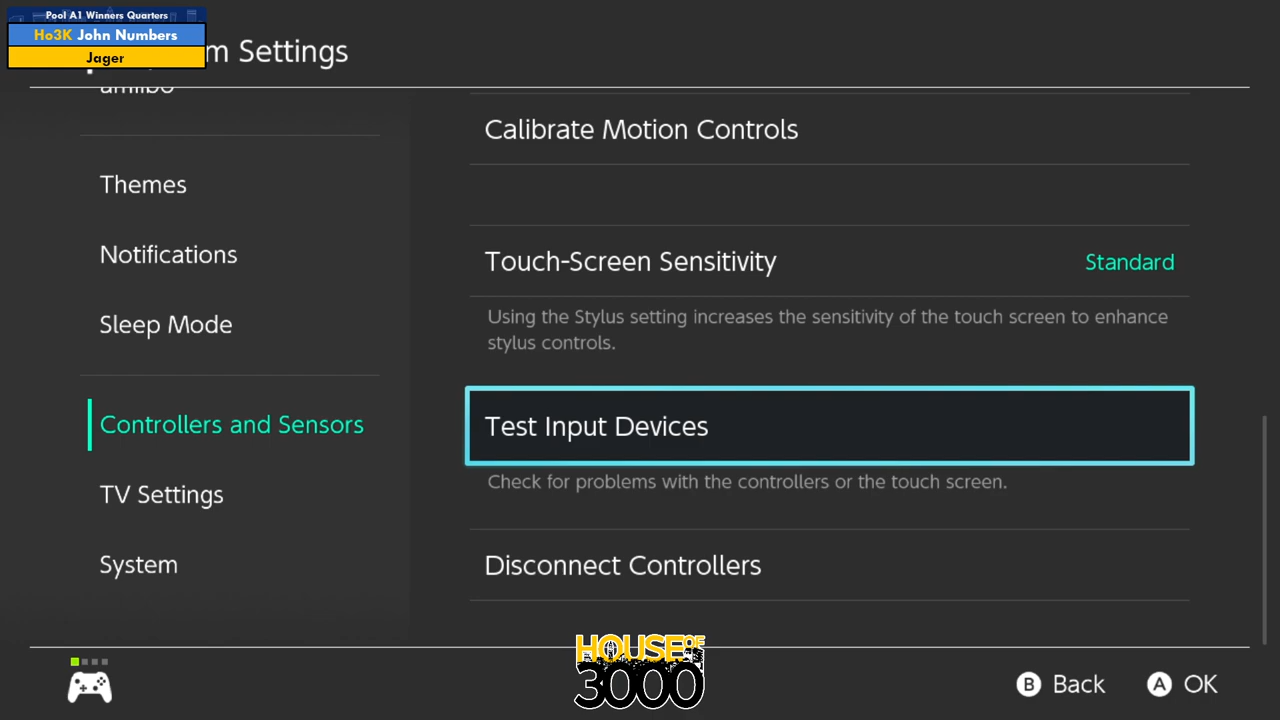 Pool A1 Winners Quarters
Ho3K John Numbers
Jager
m Settings
amiibo
Themes
Notifications
Sleep Mode
Controllers and Sensors
TV Settings
System
Calibrate Motion Controls
Touch-Screen Sensitivity Standard
Using the Stylus setting increases the sensitivity of the touch screen to enhance
stylus controls.
Test Input Devices
Check for problems with the controllers or the touch screen.
Disconnect Controllers
HOUSE OF
3000
B Back A OK